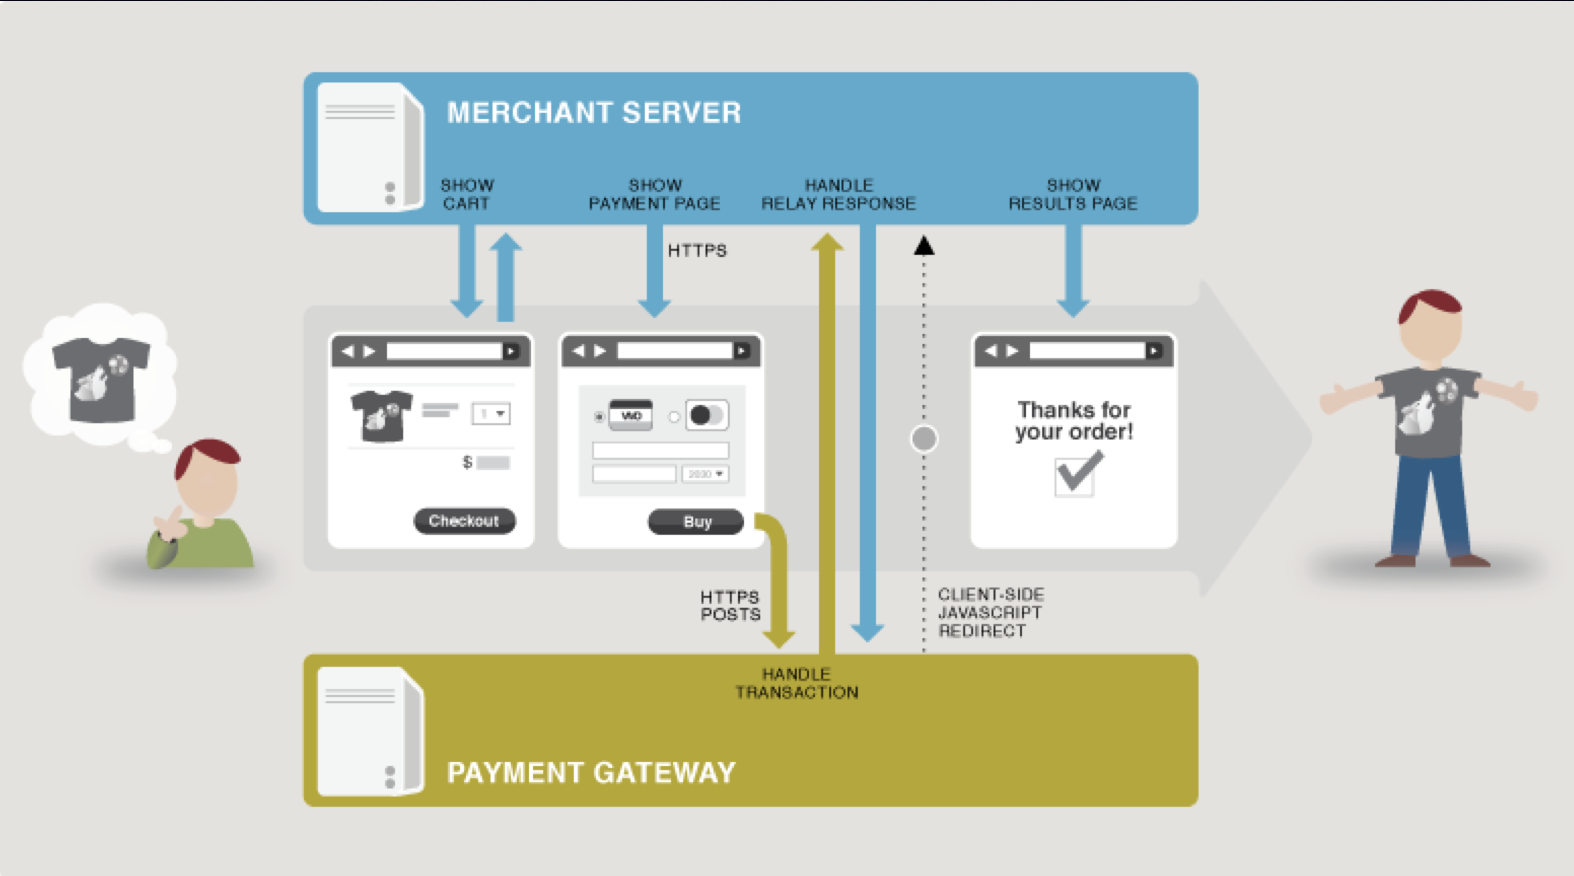 MERCHANT SERVER
SHOW
CART
SHOW
PAYMENT PAGE
HANDLE
RELAY RESPONSE
SHOW
RESULTS PAGE
HTTPS
1
$
Checkout
2030
Buy
Thanks for
your order!
HTTPS
POSTS
CLIENT-SIDE
JAVASCRIPT
REDIRECT
HANDLE
TRANSACTION
PAYMENT GATEWAY